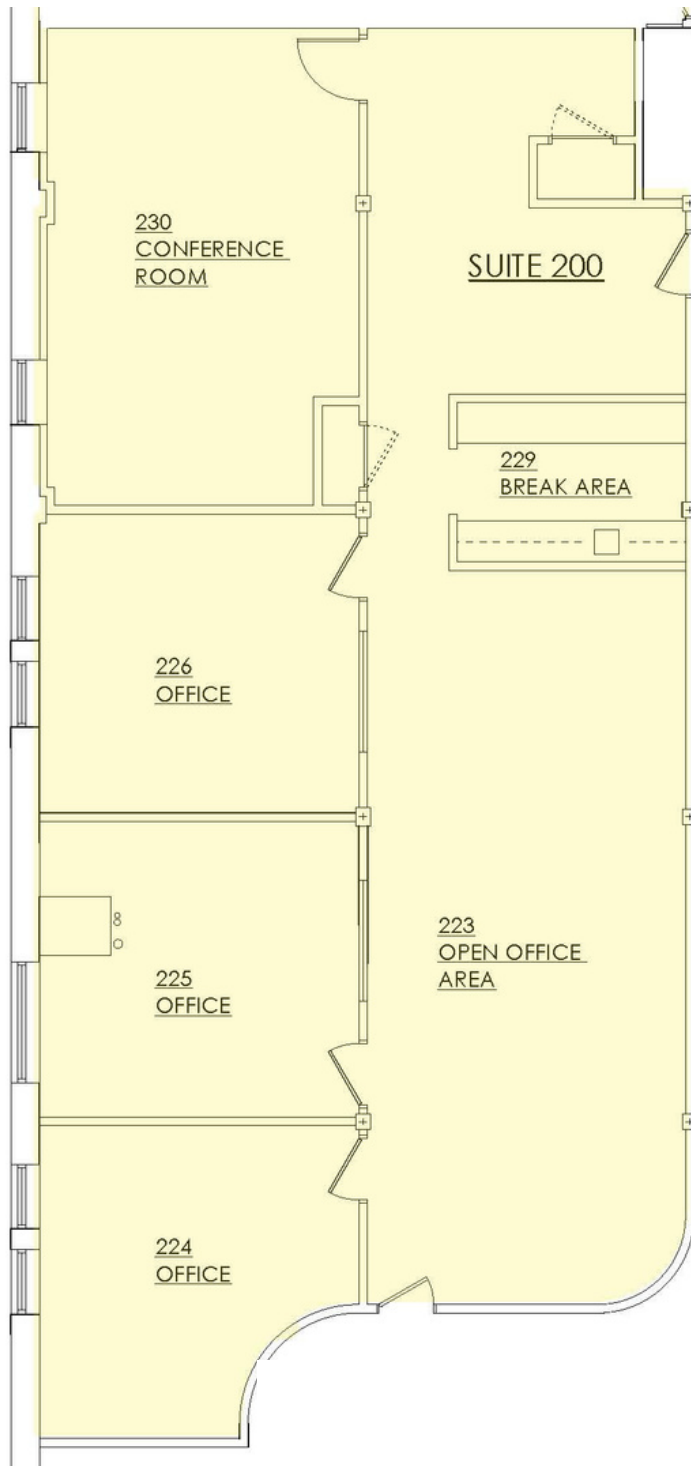 230
CONFERENCE
ROOM
SUITE 200
229
BREAK AREA
226
OFFICE
223
OPEN OFFICE
AREA
225
OFFICE
224
OFFICE